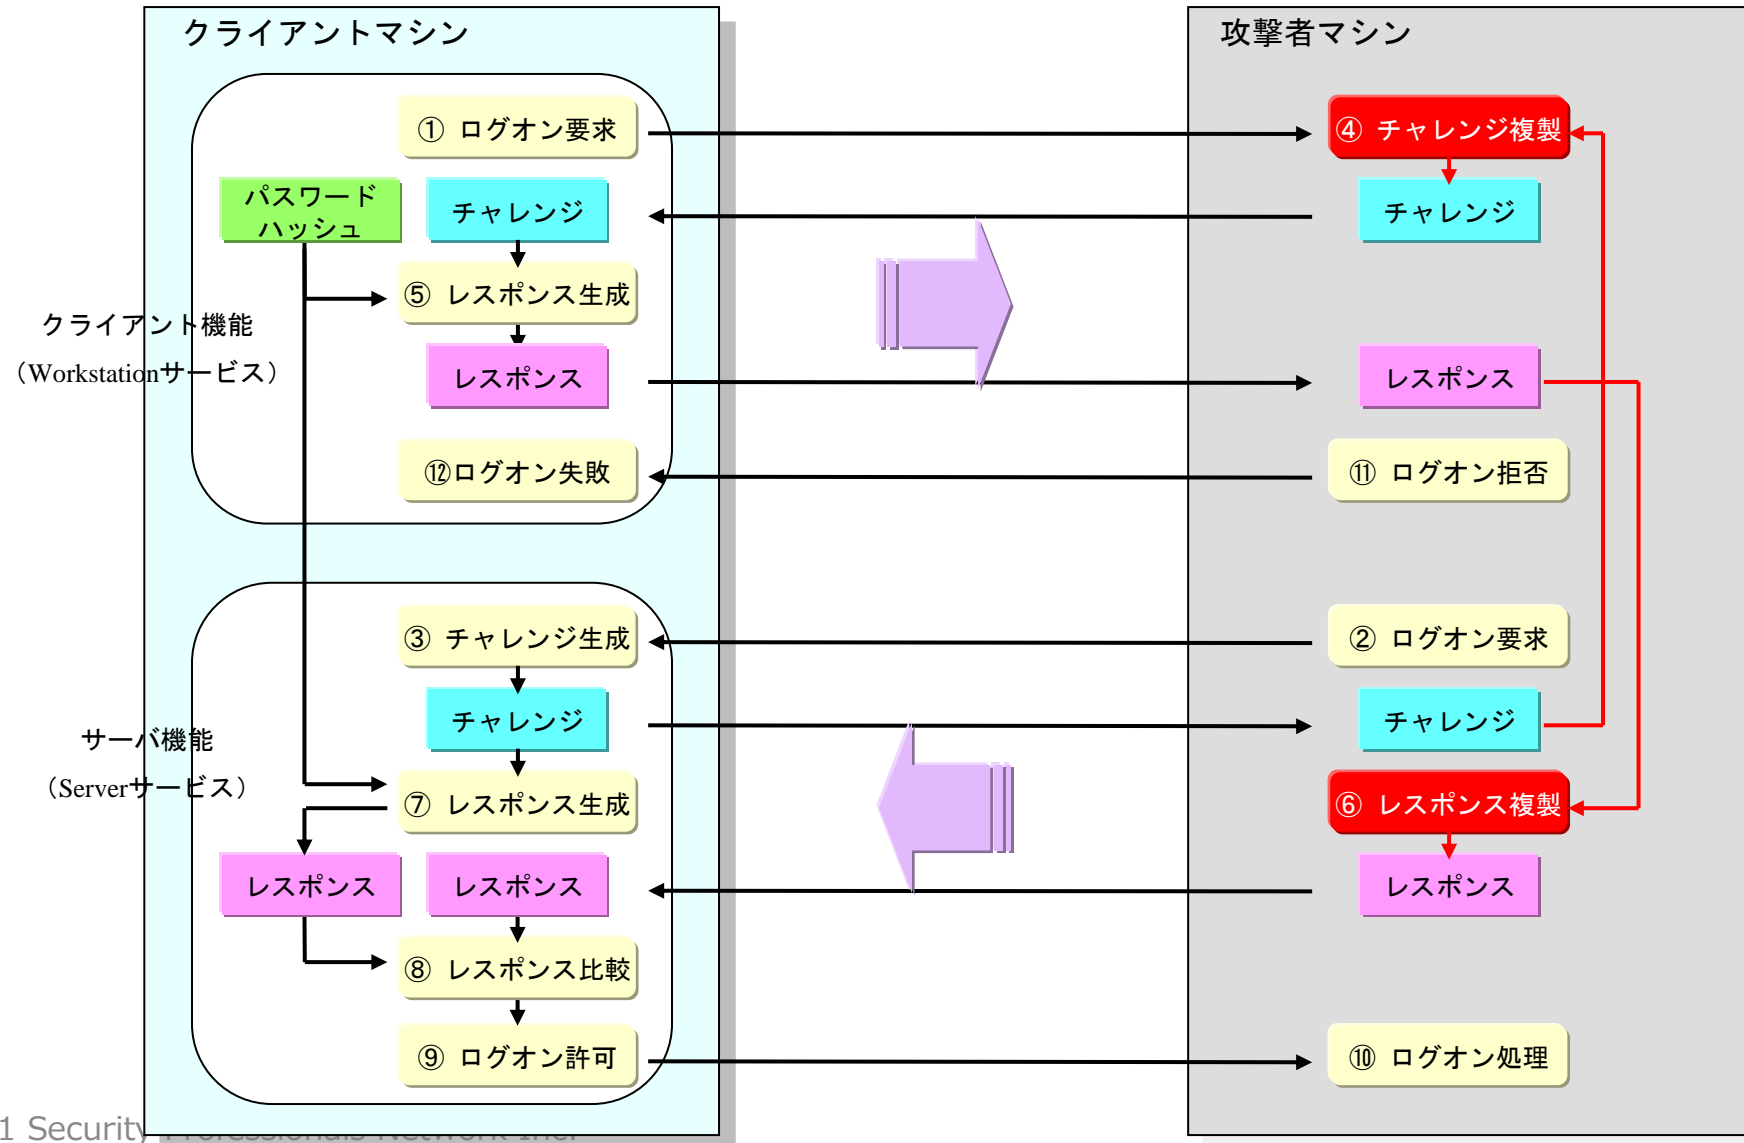 クライアントマシン
攻撃者マシン
① ログオン要求
④ チャレンジ複製
パスワード
ハッシュ
チャレンジ
チャレンジ
⑤ レスポンス生成
クライアント機能
（Workstationサービス）
レスポンス
レスポンス
⑫ログオン失敗
⑪ ログオン拒否
③ チャレンジ生成
② ログオン要求
チャレンジ
チャレンジ
サーバ機能
（Serverサービス）
⑦ レスポンス生成
⑥ レスポンス複製
レスポンス
レスポンス
レスポンス
⑧ レスポンス比較
⑨ ログオン許可
⑩ ログオン処理
1 Security Professionals Network Inc.